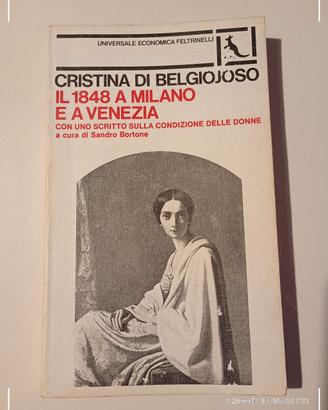 UNIVERSALE ECONOMICA FELTRINELLI
CRISTINA DI BELGIOJOSO
IL 1848 A MILANO
E A VENEZIA
CON UNO SCRITTO SULLA CONDIZIONE DELLE DONNE
a cura di Sandro Bortone